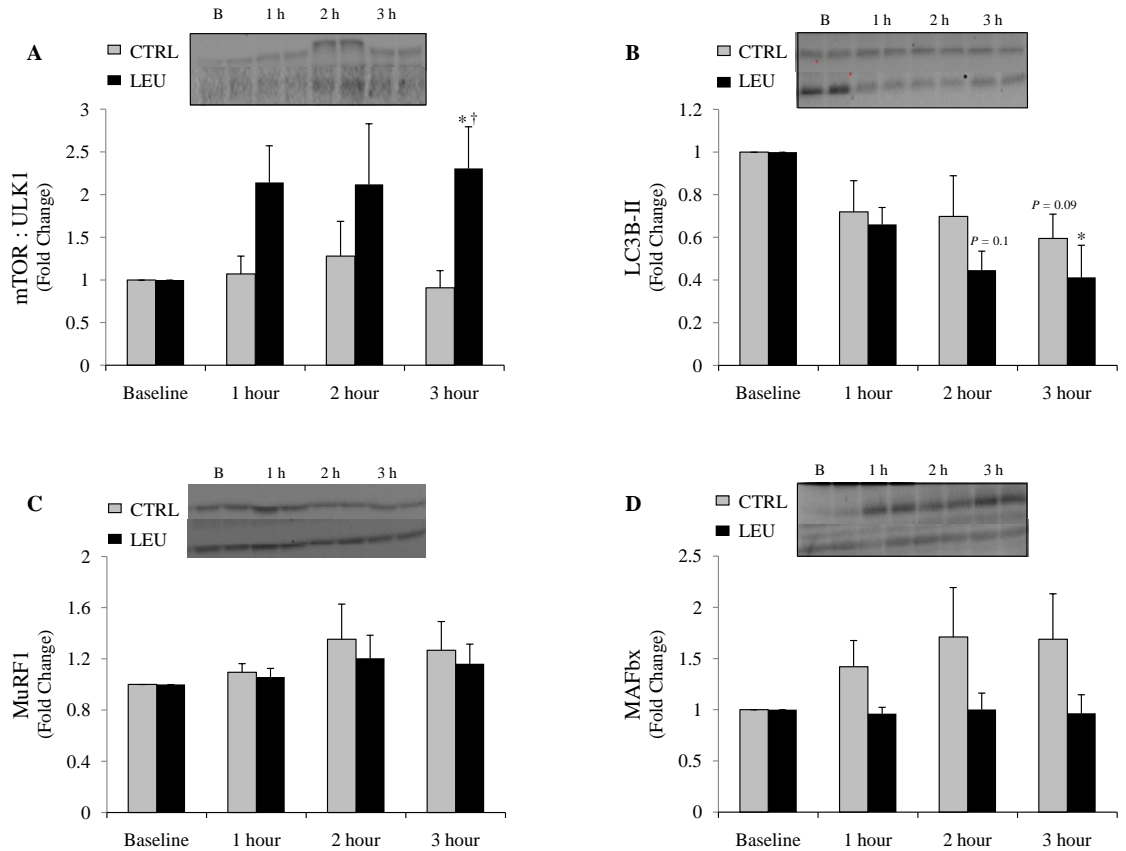 B 1 h 2 h 3 h
A
CTRL
LEU
mTOR : ULK1
(Fold Change)
3
2.5
2
1.5
1
0.5
0
* †
Baseline 1 hour 2 hour 3 hour
B 1 h 2 h 3 h
B
CTRL
LEU
LC3B-II
(Fold Change)
1.2
1
0.8
0.6
0.4
0.2
0
P = 0.1
P = 0.09
*
Baseline 1 hour 2 hour 3 hour
B 1 h 2 h 3 h
C
CTRL
LEU
MuRF1
(Fold Change)
2
1.6
1.2
0.8
0.4
0
Baseline 1 hour 2 hour 3 hour
B 1 h 2 h 3 h
D
CTRL
LEU
MAFbx
(Fold Change)
2.5
2
1.5
1
0.5
0
Baseline 1 hour 2 hour 3 hour